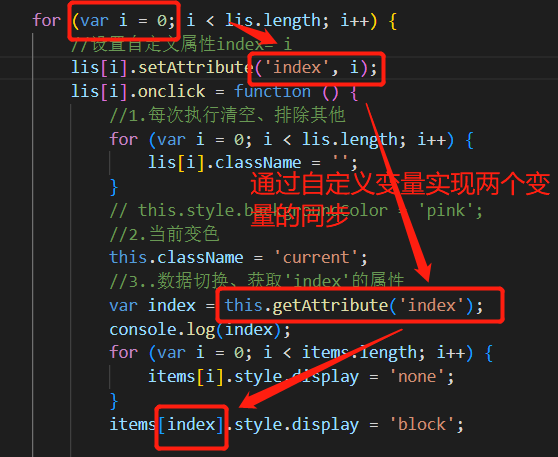 for (var i = 0; i < lis.length; i++) {
//设置自定义属性index= i
lis[i].setAttribute('index', i);
lis[i].onclick = function () {
//1.每次执行清空、排除其他
for (var i = 0; i < lis.length; i++) {
lis[i].className = '';
}
通过自定义变量实现两个变
量的同步
// this.style.backgroundColor = 'pink';
//2.当前变色
this.className = 'current';
//3..数据切换、获取'index'的属性
var index = this.getAttribute('index');
console.log(index);
for (var i = 0; i < items.length; i++) {
items[i].style.display = 'none';
}
items[index].style.display = 'block';